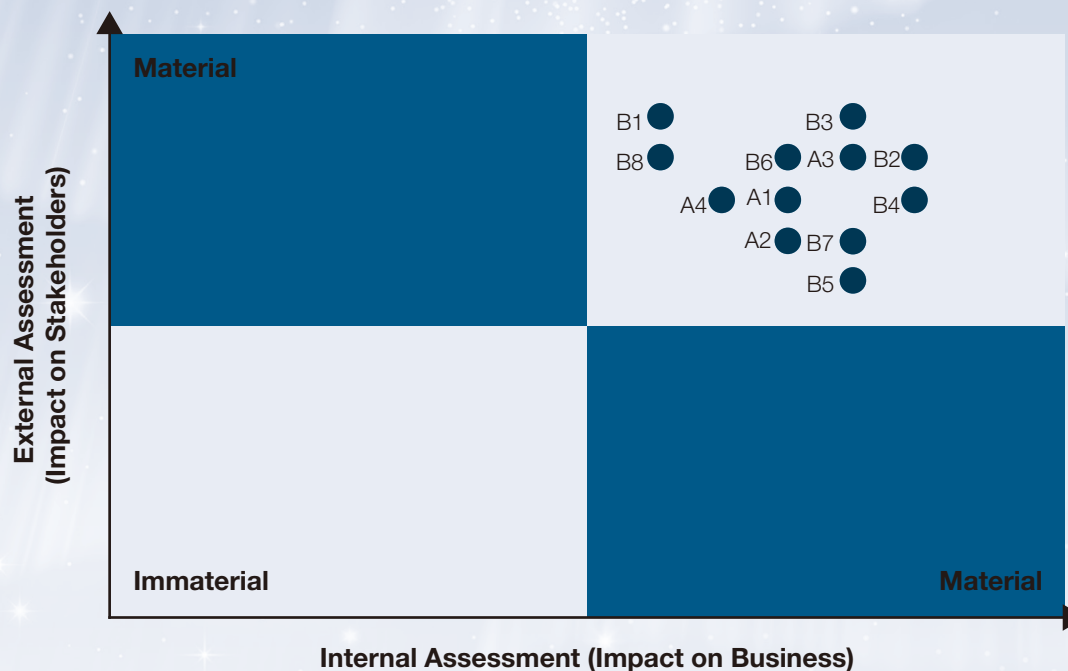 Material
B1
B3
B8
B6
A3
B2
A4
A1
B4
A2
B7
B5
External Assessment
(Impact on Stakeholders)
Immaterial
Material
Internal Assessment (Impact on Business)